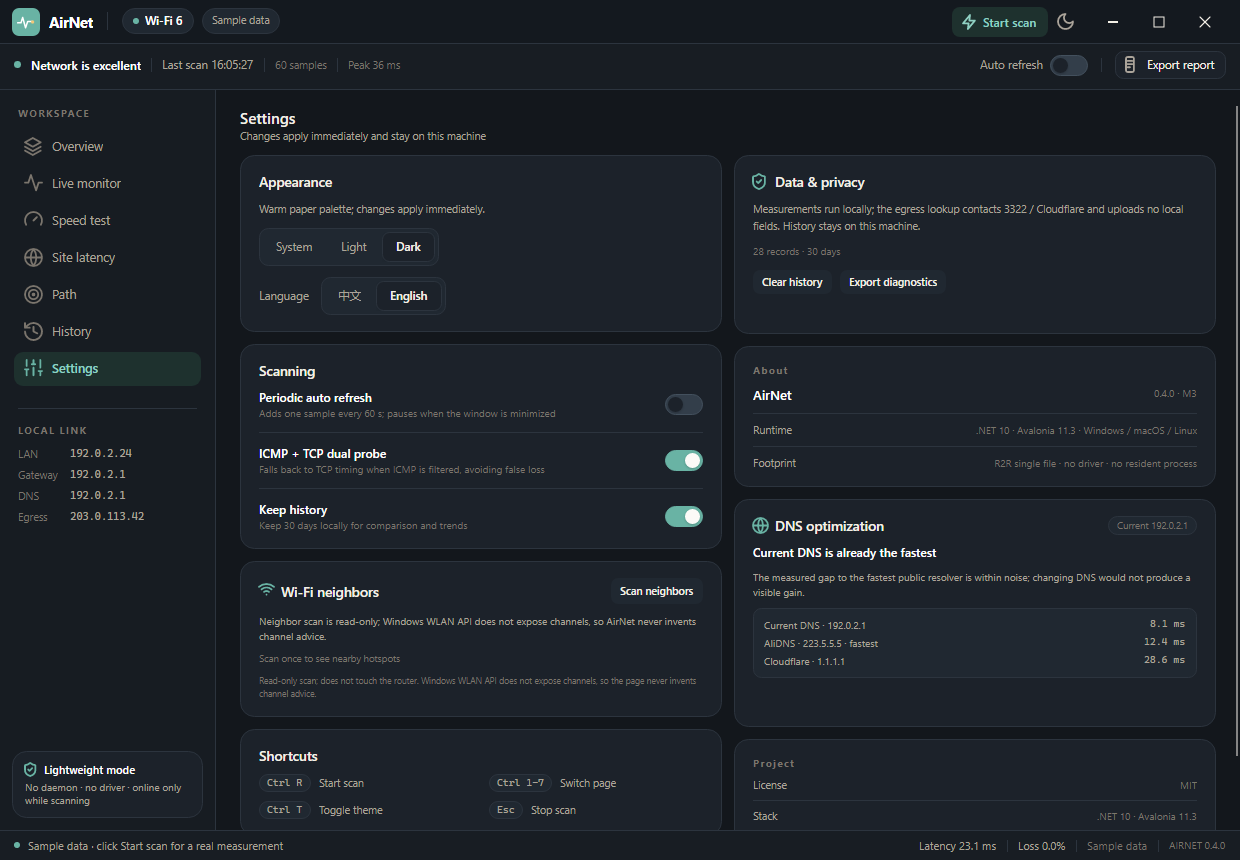 AirNet
Wi-Fi 6
Sample data
Start scan
Network is excellent
Last scan 16:05:27
60 samples
Peak 36 ms
Auto refresh
Export report
WORKSPACE
Overview
Live monitor
Speed test
Site latency
Path
History
Settings
LOCAL LINK
LAN 192.0.2.24
Gateway 192.0.2.1
DNS 192.0.2.1
Egress 203.0.113.42
Lightweight mode
No daemon · no driver · online only
while scanning
Settings
Changes apply immediately and stay on this machine
Appearance
Warm paper palette; changes apply immediately.
System Light Dark
Language 中文 English
Scanning
Periodic auto refresh
Adds one sample every 60 s; pauses when the window is minimized
ICMP + TCP dual probe
Falls back to TCP timing when ICMP is filtered, avoiding false loss
Keep history
Keep 30 days locally for comparison and trends
Wi-Fi neighbors
Scan neighbors
Neighbor scan is read-only; Windows WLAN API does not expose channels, so AirNet never invents
channel advice.
Scan once to see nearby hotspots
Read-only scan; does not touch the router. Windows WLAN API does not expose channels, so the page never invents
channel advice.
Shortcuts
Ctrl R Start scan
Ctrl 1-7 Switch page
Ctrl T Toggle theme
Esc Stop scan
Data & privacy
Measurements run locally; the egress lookup contacts 3322 / Cloudflare and uploads no local
fields. History stays on this machine.
28 records · 30 days
Clear history Export diagnostics
About
AirNet 0.4.0 · M3
Runtime .NET 10 · Avalonia 11.3 · Windows / macOS / Linux
Footprint R2R single file · no driver · no resident process
DNS optimization
Current 192.0.2.1
Current DNS is already the fastest
The measured gap to the fastest public resolver is within noise; changing DNS would not produce a
visible gain.
Current DNS · 192.0.2.1 8.1 ms
AliDNS · 223.5.5.5 · fastest 12.4 ms
Cloudflare · 1.1.1.1 28.6 ms
Project
License MIT
Stack .NET 10 · Avalonia 11.3
Sample data · click Start scan for a real measurement
Latency 23.1 ms
Loss 0.0%
Sample data
AIRNET 0.4.0